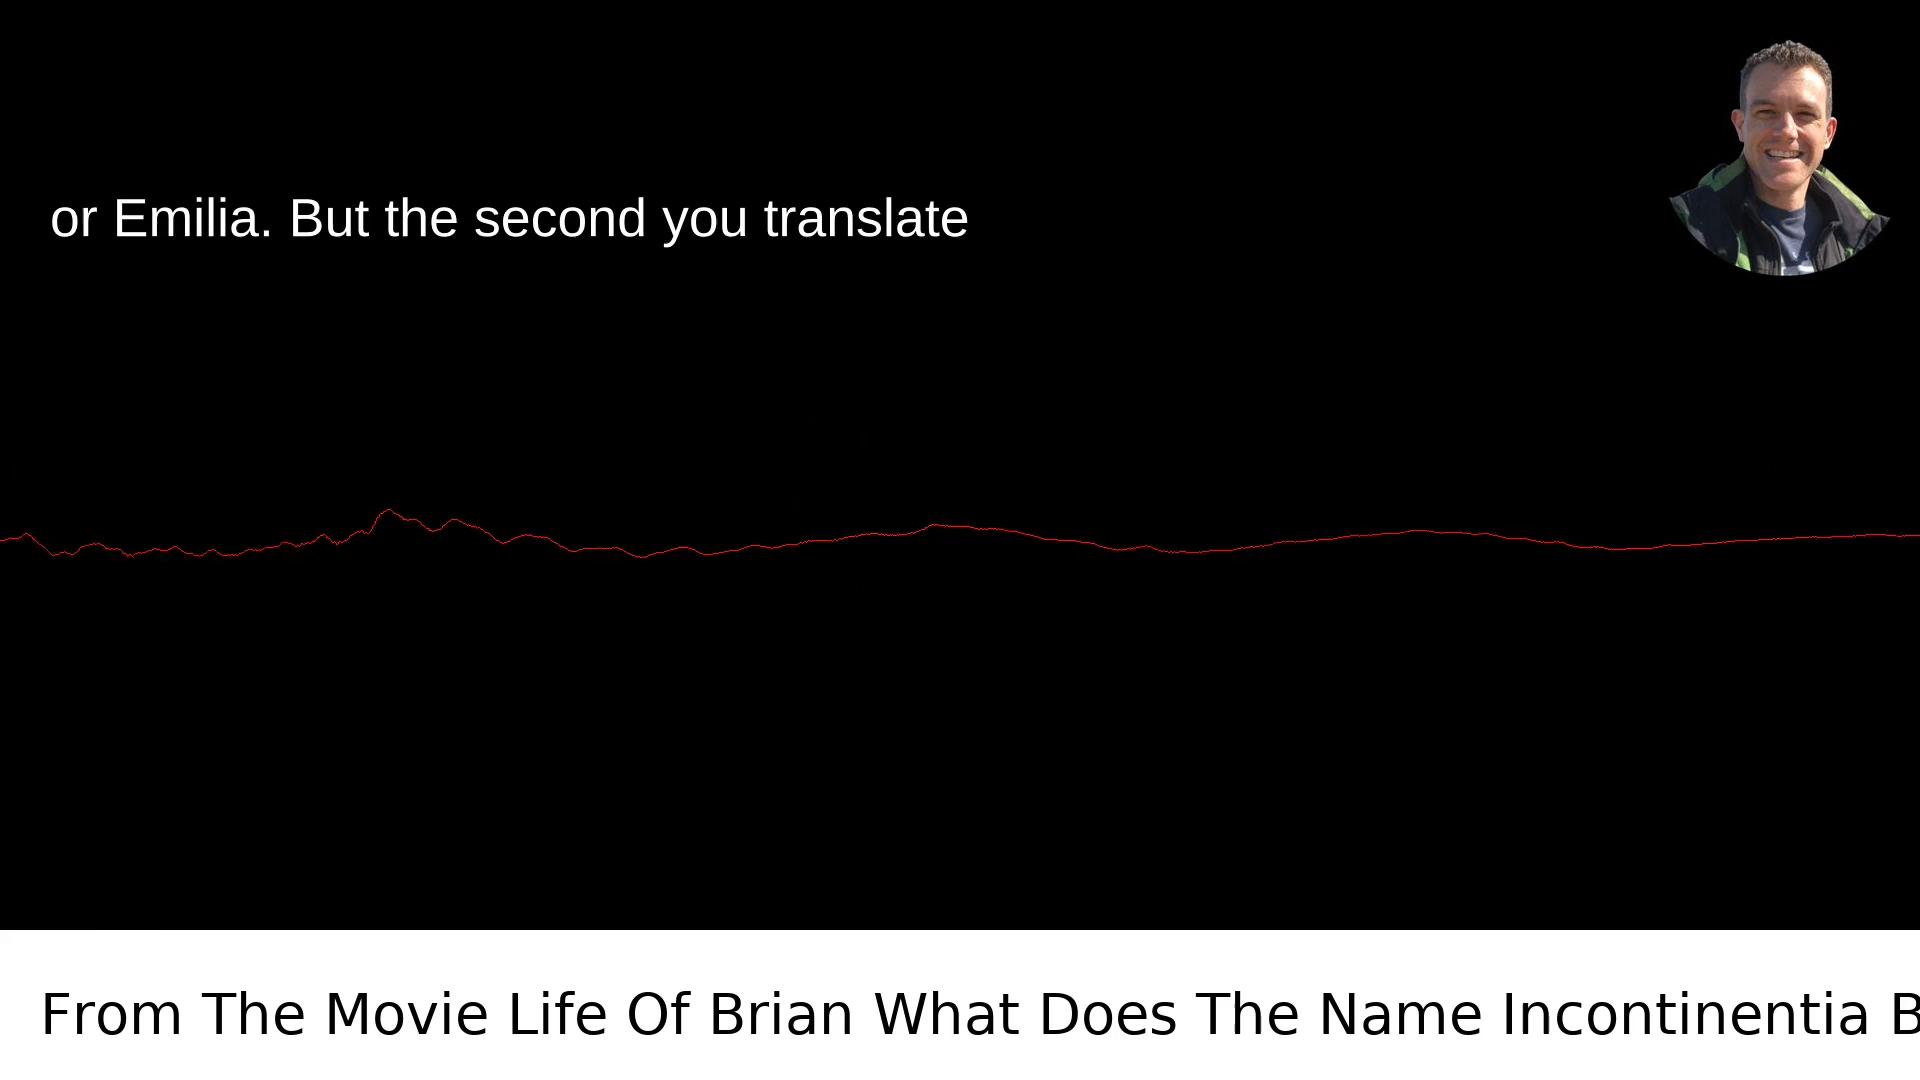 or Emilia. But the second you translate
From The Movie Life Of Brian What Does The Name Incontinentia B